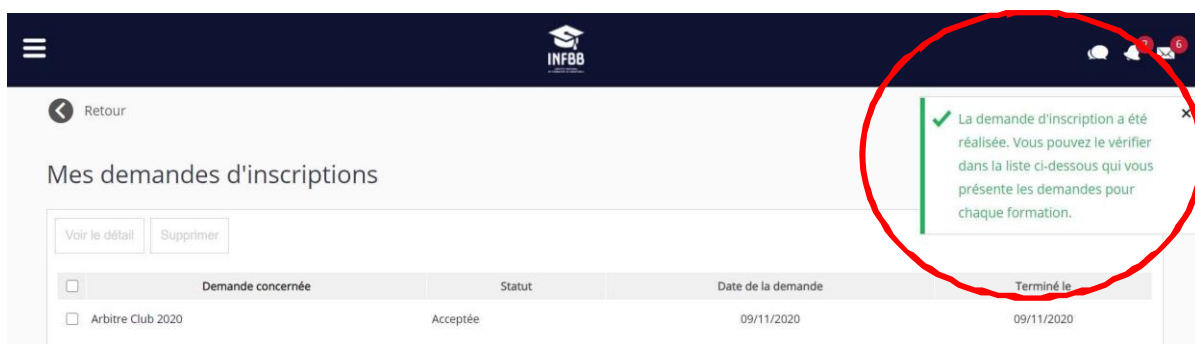 INFBB
7
6
Retour
La demande d'inscription a été
réalisée. Vous pouvez le vérifier
dans la liste ci-dessous qui vous
présente les demandes pour
chaque formation.
Mes demandes d'inscriptions
Voir le détail Supprimer
Demande concernée Statut Date de la demande Terminé le
Arbitre Club 2020 Acceptée 09/11/2020 09/11/2020